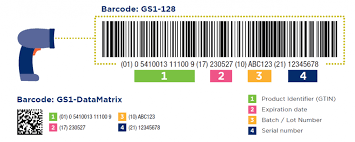 Barcode: GS1-128
(01) 0 5410013 11100 9 (17) 230527 (10) ABC123 (21) 12345678
1 2 3 4
Barcode: GS1-DataMatrix
1 (01) 0 5410013 11100 9 3 (10) ABC123
2 (17) 230527 4 (21) 12345678
1 Product Identifier (GTIN)
2 Expiration date
3 Batch / Lot Number
4 Serial number